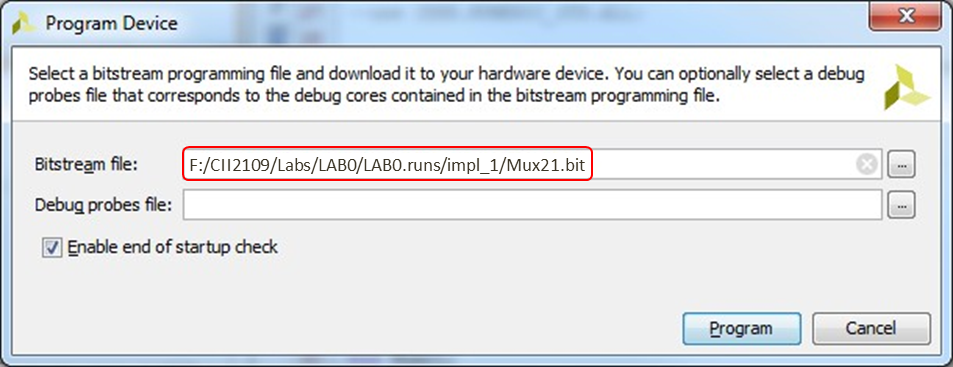 Program Device
Select a bitstream programming file and download it to your hardware device. You can optionally select a debug
probes file that corresponds to the debug cores contained in the bitstream programming file.
Bitstream file: F:/CII2109/Labs/LAB0/LAB0.runs/impl_1/Mux21.bit ...
Debug probes file: ...
Enable end of startup check
Program Cancel